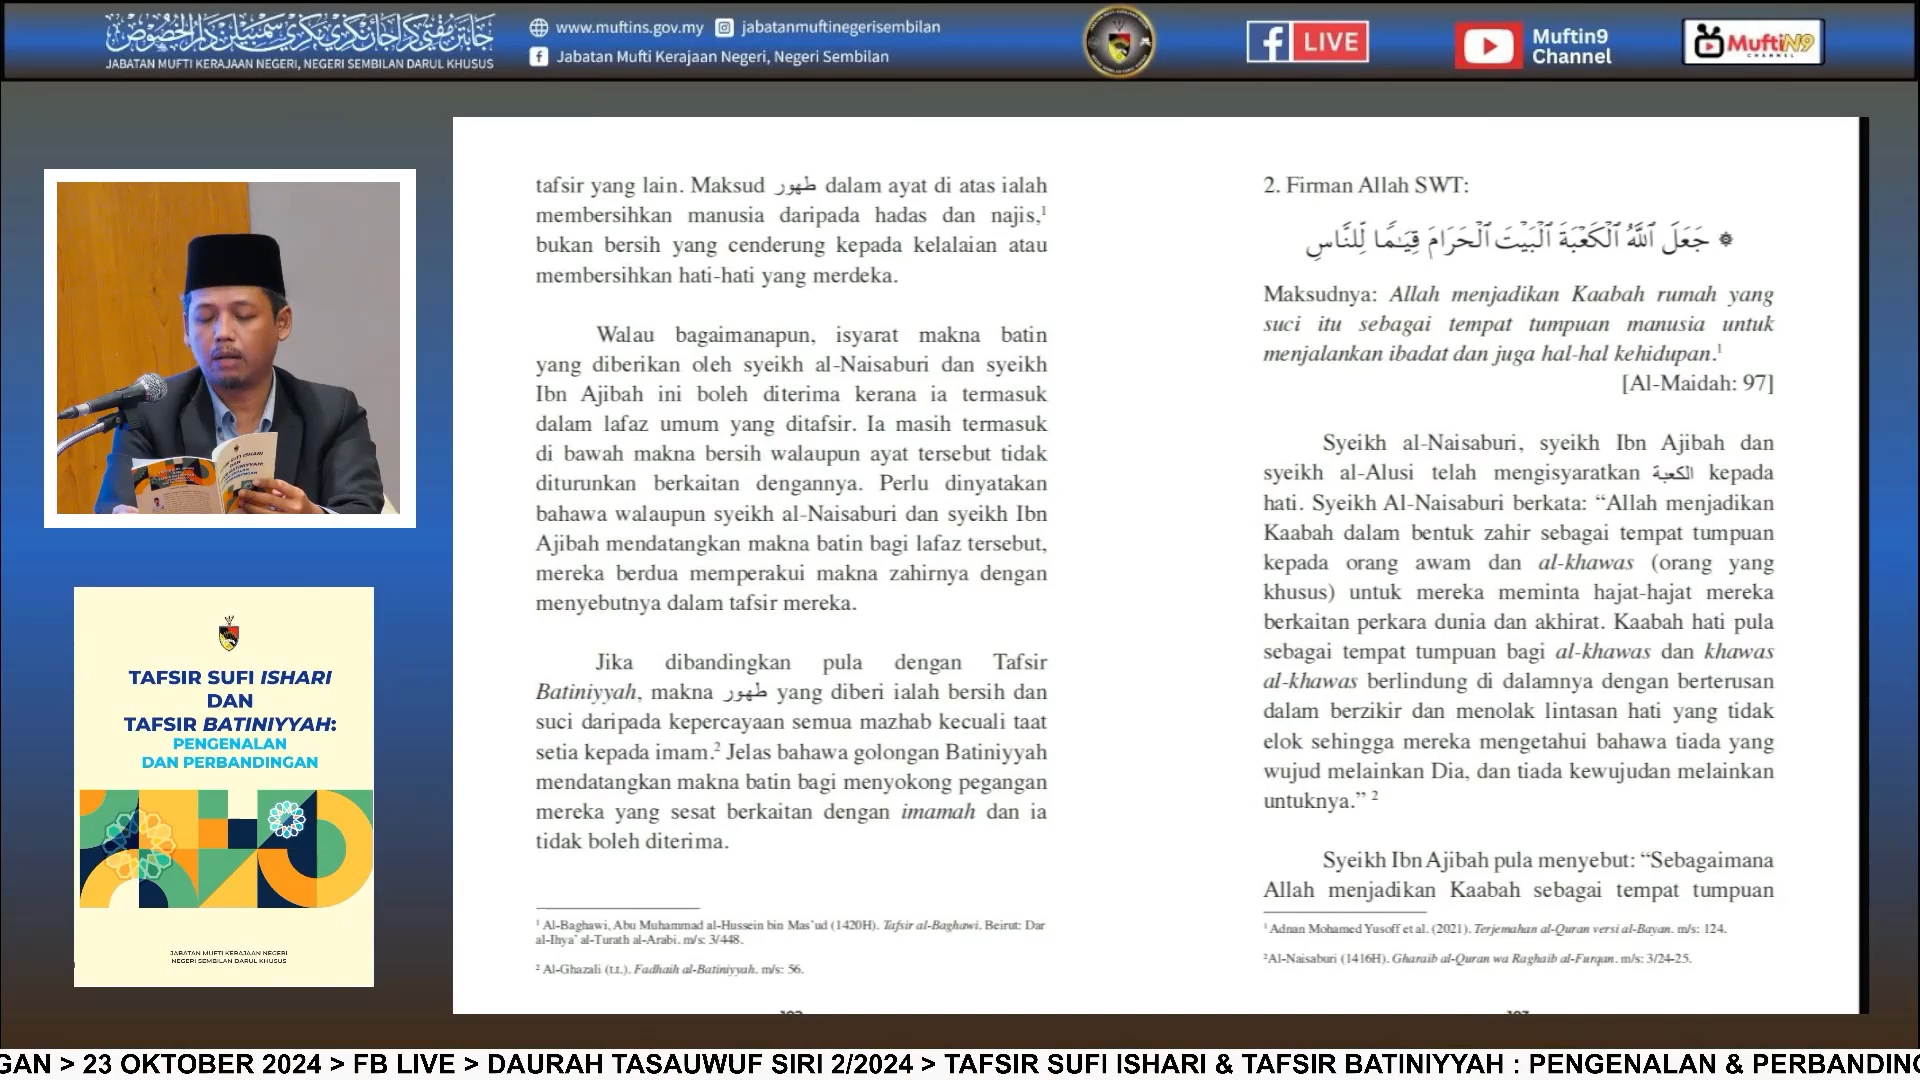 JABATAN MUFTI KERAJAAN NEGERI, NEGERI SEMBILAN DARUL KHUSUS
www.muftins.gov.my jabatanmuftinegerisembilan
Jabatan Mufti Kerajaan Negeri, Negeri Sembilan
LIVE
Muftin9
Channel
MuftiN9
CHANNEL
TAFSIR SUFI ISHARI
DAN
TAFSIR BATINIYYAH:
PENGENALAN
DAN PERBANDINGAN
JABATAN MUFTI KERAJAAN NEGERI
NEGERI SEMBILAN DARUL KHUSUS
tafsir yang lain. Maksud طهور dalam ayat di atas ialah
membersihkan manusia daripada hadas dan najis,¹
bukan bersih yang cenderung kepada kelalaian atau
membersihkan hati-hati yang merdeka.
Walau bagaimanapun, isyarat makna batin
yang diberikan oleh syeikh al-Naisaburi dan syeikh
Ibn Ajibah ini boleh diterima kerana ia termasuk
dalam lafaz umum yang ditafsir. Ia masih termasuk
di bawah makna bersih walaupun ayat tersebut tidak
diturunkan berkaitan dengannya. Perlu dinyatakan
bahawa walaupun syeikh al-Naisaburi dan syeikh Ibn
Ajibah mendatangkan makna batin bagi lafaz tersebut,
mereka berdua memperakui makna zahirnya dengan
menyebutnya dalam tafsir mereka.
Jika dibandingkan pula dengan Tafsir
Batiniyyah, makna طهور yang diberi ialah bersih dan
suci daripada kepercayaan semua mazhab kecuali taat
setia kepada imam.² Jelas bahawa golongan Batiniyyah
mendatangkan makna batin bagi menyokong pegangan
mereka yang sesat berkaitan dengan imamah dan ia
tidak boleh diterima.
¹ Al-Baghawi, Abu Muhammad al-Hussein bin Mas'ud (1420H). Tafsir al-Baghawi. Beirut: Dar
al-Ihya' al-Turath al-Arabi. m/s: 3/448.
² Al-Ghazali (t.t.). Fadhaih al-Batiniyyah. m/s: 56.
2. Firman Allah SWT:
۞ جَعَلَ ٱللَّهُ ٱلْكَعْبَةَ ٱلْبَيْتَ ٱلْحَرَامَ قِيَـٰمًا لِّلنَّاسِ
Maksudnya: Allah menjadikan Kaabah rumah yang
suci itu sebagai tempat tumpuan manusia untuk
menjalankan ibadat dan juga hal-hal kehidupan.¹
[Al-Maidah: 97]
Syeikh al-Naisaburi, syeikh Ibn Ajibah dan
syeikh al-Alusi telah mengisyaratkan الكعبة kepada
hati. Syeikh Al-Naisaburi berkata: “Allah menjadikan
Kaabah dalam bentuk zahir sebagai tempat tumpuan
kepada orang awam dan al-khawas (orang yang
khusus) untuk mereka meminta hajat-hajat mereka
berkaitan perkara dunia dan akhirat. Kaabah hati pula
sebagai tempat tumpuan bagi al-khawas dan khawas
al-khawas berlindung di dalamnya dengan berterusan
dalam berzikir dan menolak lintasan hati yang tidak
elok sehingga mereka mengetahui bahawa tiada yang
wujud melainkan Dia, dan tiada kewujudan melainkan
untuknya.” ²
Syeikh Ibn Ajibah pula menyebut: “Sebagaimana
Allah menjadikan Kaabah sebagai tempat tumpuan
¹ Adnan Mohamed Yusoff et al. (2021). Terjemahan al-Quran versi al-Bayan. m/s: 124.
²Al-Naisaburi (1416H). Gharaib al-Quran wa Raghaib al-Furqan. m/s: 3/24-25.
GAN > 23 OKTOBER 2024 > FB LIVE > DAURAH TASAUWUF SIRI 2/2024 > TAFSIR SUFI ISHARI & TAFSIR BATINIYYAH : PENGENALAN & PERBANDING